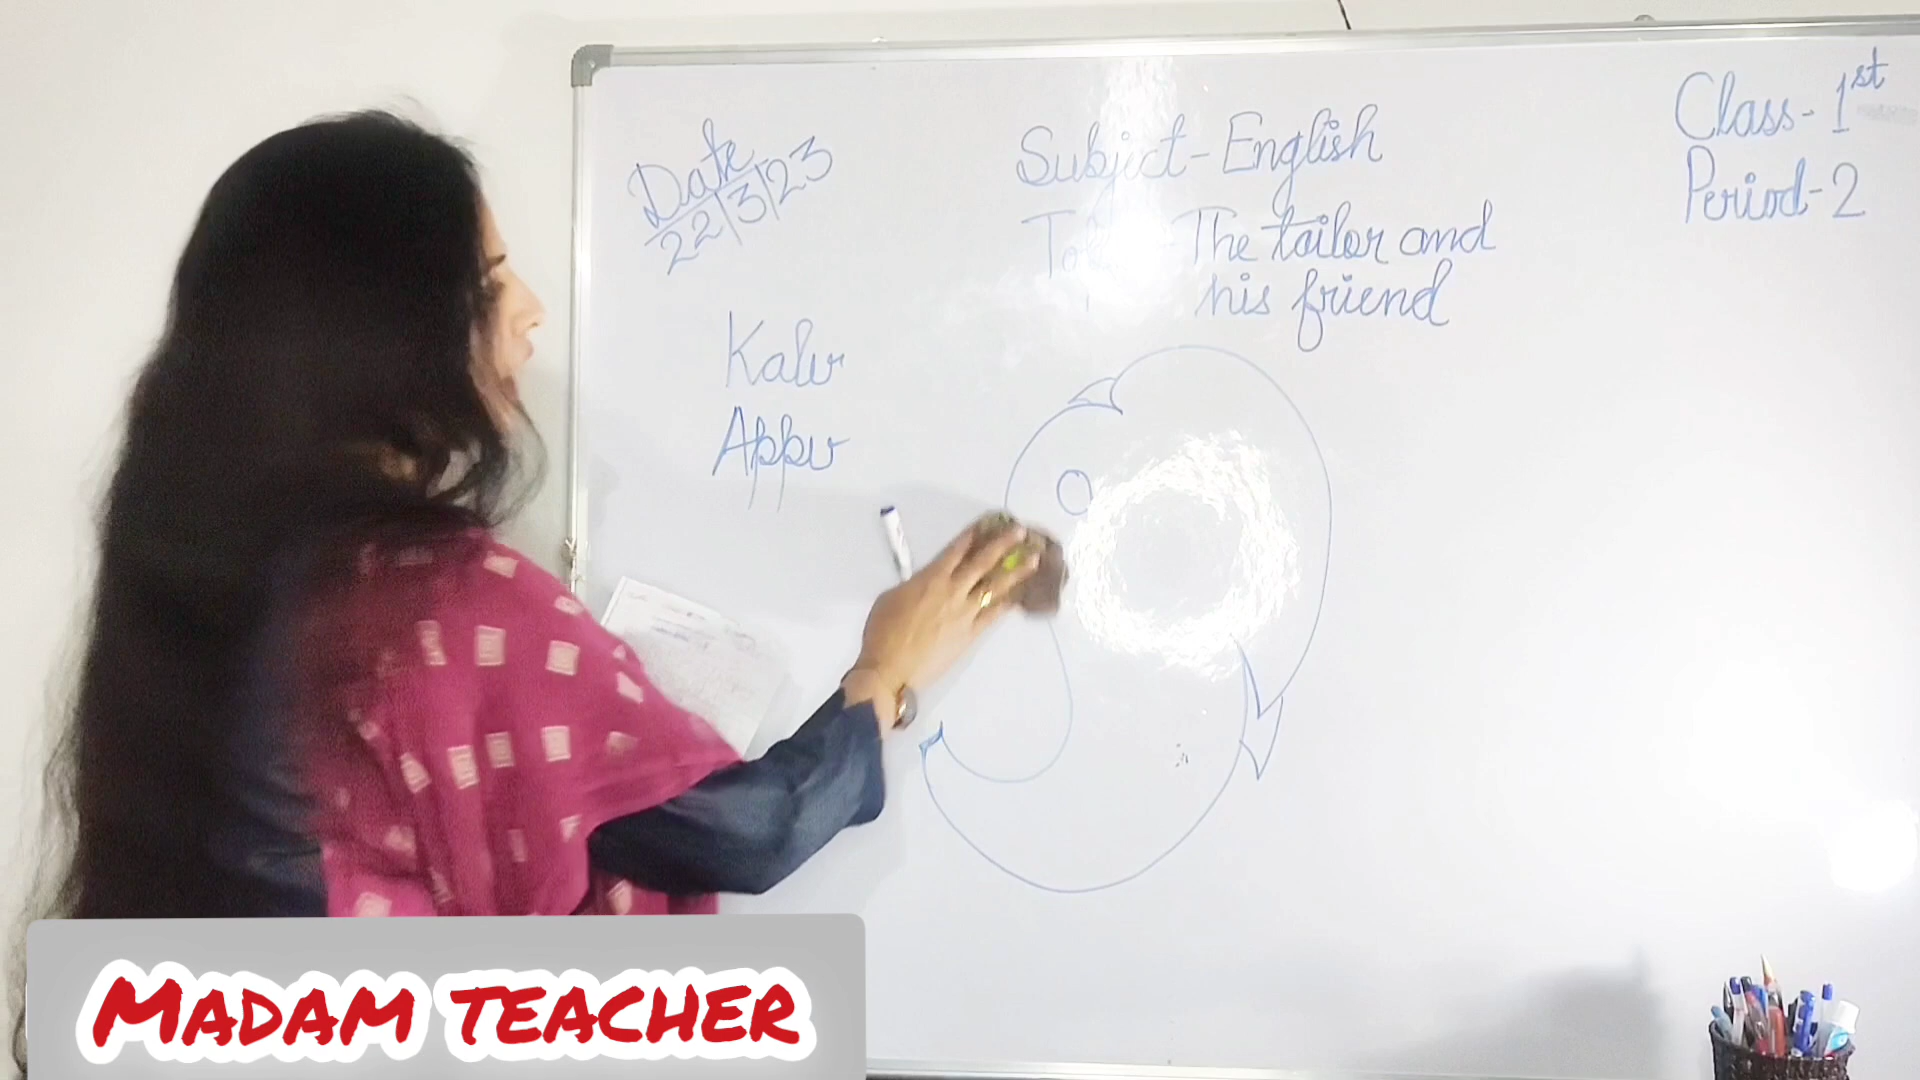 Date
22/3/23
Subject - English
The tailor and
his friend
Class - 1st
Period - 2
Kalu
Appu
MADAM TEACHER